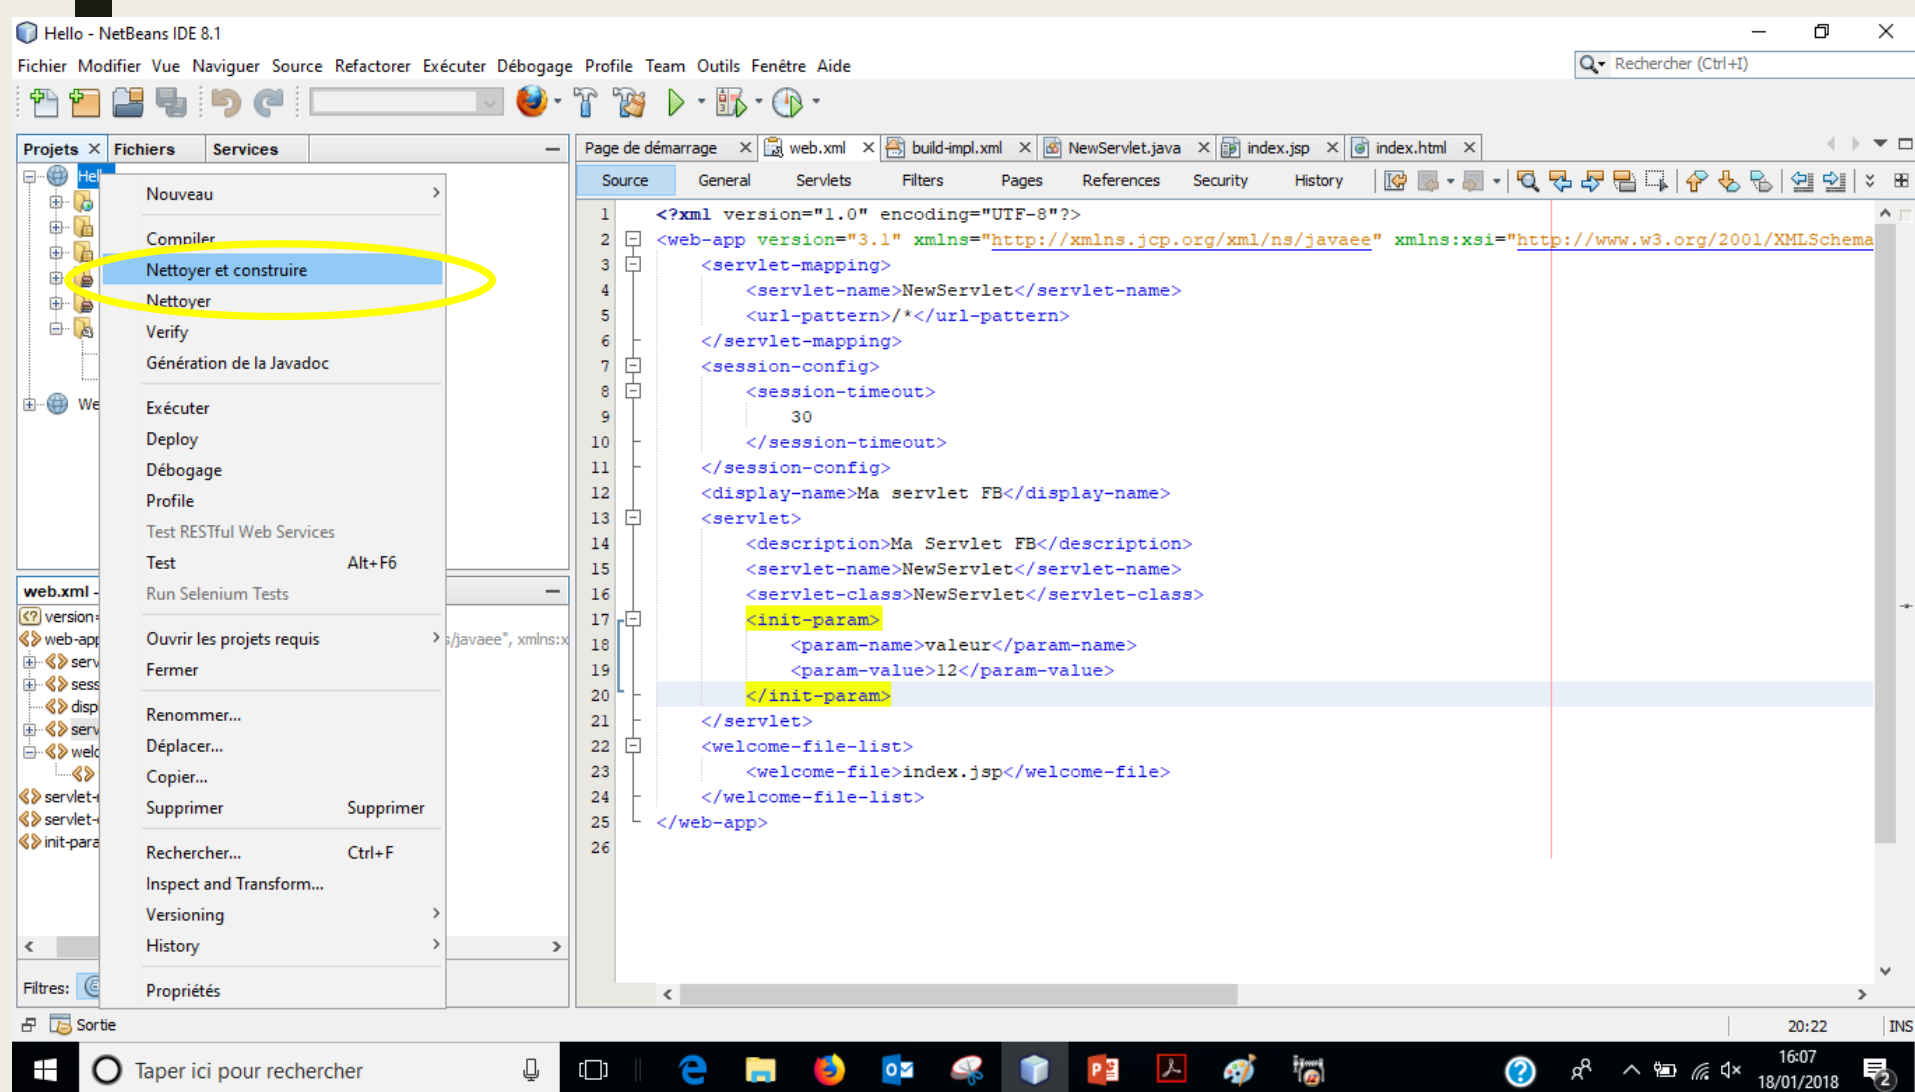 Hello - NetBeans IDE 8.1
Fichier Modifier Vue Naviguer Source Refactorer Exécuter Débogage Profile Team Outils Fenêtre Aide
Rechercher (Ctrl+I)
Projets Fichiers Services
Page de démarrage web.xml build-impl.xml NewServlet.java index.jsp index.html
Source General Servlets Filters Pages References Security History
Nouveau
Compiler
Nettoyer et construire
Nettoyer
Verify
Génération de la Javadoc
Exécuter
Deploy
Débogage
Profile
Test RESTful Web Services
Test Alt+F6
Run Selenium Tests
Ouvrir les projets requis
Fermer
Renommer...
Déplacer...
Copier...
Supprimer Supprimer
Rechercher... Ctrl+F
Inspect and Transform...
Versioning
History
Propriétés
web.xml -
version=
web-app s/javaee", xmlns:x
serv
sess
disp
serv
welc
servlet-
servlet-
init-para
Filtres:
1 <?xml version="1.0" encoding="UTF-8"?>
2 <web-app version="3.1" xmlns="http://xmlns.jcp.org/xml/ns/javaee" xmlns:xsi="http://www.w3.org/2001/XMLSchema
3 <servlet-mapping>
4 <servlet-name>NewServlet</servlet-name>
5 <url-pattern>/*</url-pattern>
6 </servlet-mapping>
7 <session-config>
8 <session-timeout>
9 30
10 </session-timeout>
11 </session-config>
12 <display-name>Ma servlet FB</display-name>
13 <servlet>
14 <description>Ma Servlet FB</description>
15 <servlet-name>NewServlet</servlet-name>
16 <servlet-class>NewServlet</servlet-class>
17 <init-param>
18 <param-name>valeur</param-name>
19 <param-value>12</param-value>
20 </init-param>
21 </servlet>
22 <welcome-file-list>
23 <welcome-file>index.jsp</welcome-file>
24 </welcome-file-list>
25 </web-app>
26
Sortie
20:22 INS
Taper ici pour rechercher
16:07
18/01/2018
2